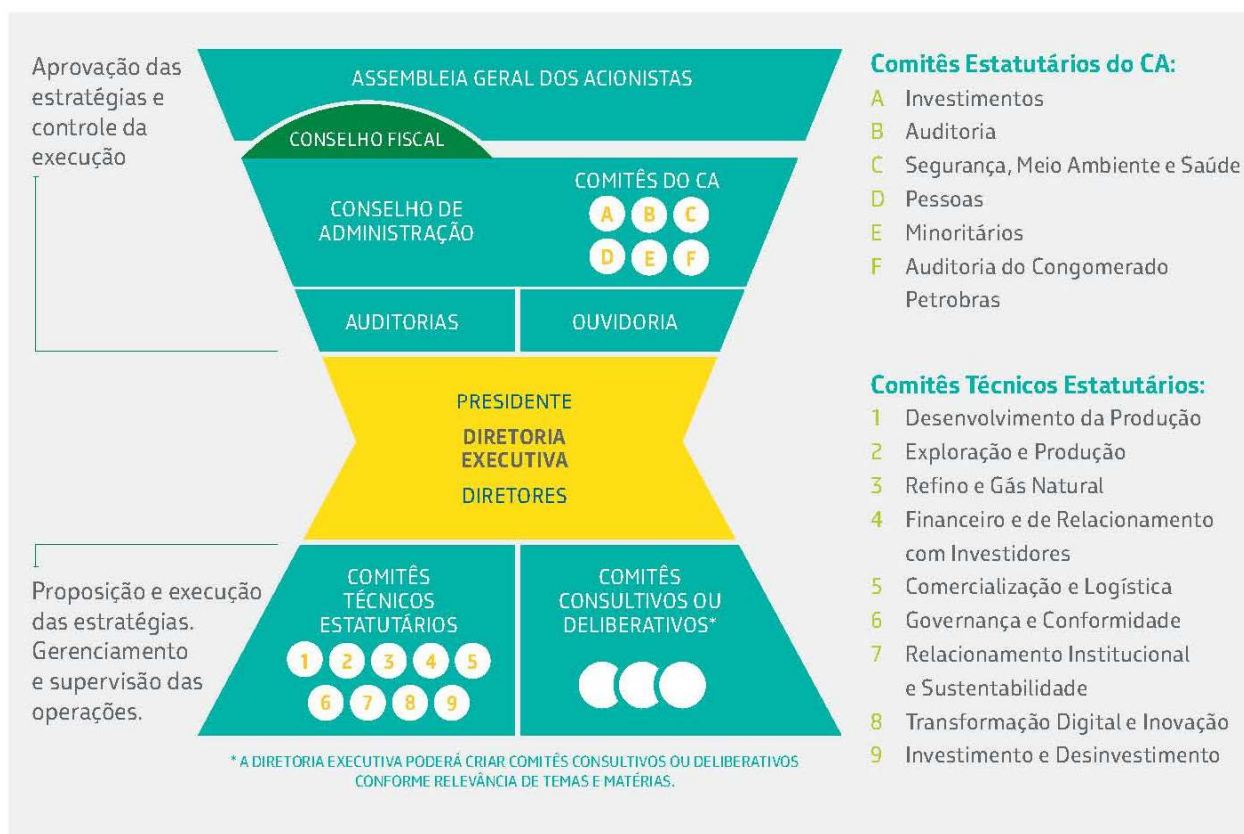 Aprovação das
estratégias e
controle da
execução
ASSEMBLEIA GERAL DOS ACIONISTAS
CONSELHO FISCAL
CONSELHO DE
ADMINISTRAÇÃO
COMITÊS DO CA
A B C
D E F
AUDITORIAS
OUVIDORIA
PRESIDENTE
DIRETORIA
EXECUTIVA
DIRETORES
Proposição e execução
das estratégias.
Gerenciamento
e supervisão das
operações.
COMITÊS
TÉCNICOS
ESTATUTÁRIOS
1 2 3 4 5
6 7 8 9
COMITÊS
CONSULTIVOS OU
DELIBERATIVOS*
* A DIRETORIA EXECUTIVA PODERÁ CRIAR COMITÊS CONSULTIVOS OU DELIBERATIVOS
CONFORME RELEVÂNCIA DE TEMAS E MATÉRIAS.
Comitês Estatutários do CA:
A Investimentos
B Auditoria
C Segurança, Meio Ambiente e Saúde
D Pessoas
E Minoritários
F Auditoria do Congomerado
Petrobras
Comitês Técnicos Estatutários:
1 Desenvolvimento da Produção
2 Exploração e Produção
3 Refino e Gás Natural
4 Financeiro e de Relacionamento
com Investidores
5 Comercialização e Logística
6 Governança e Conformidade
7 Relacionamento Institucional
e Sustentabilidade
8 Transformação Digital e Inovação
9 Investimento e Desinvestimento